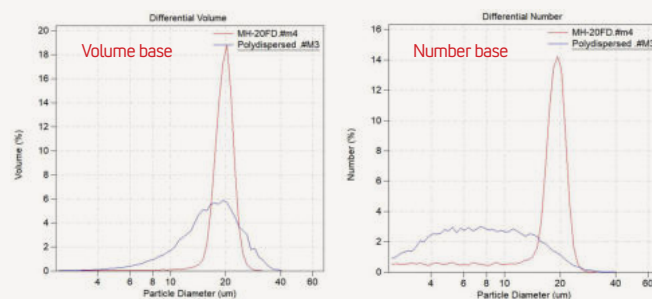 Differential Volume
Volume base
MH-20FD.#m4
Polydispersed .#M3
20
18
16
14
12
10
8
6
4
2
0
Volume (%)
4 6 8 10 20 40 60
Particle Diameter (um)
Differential Number
Number base
MH-20FD.#m4
Polydispersed .#M3
16
14
12
10
8
6
4
2
0
Number (%)
4 6 8 10 20 40 60
Particle Diameter (um)